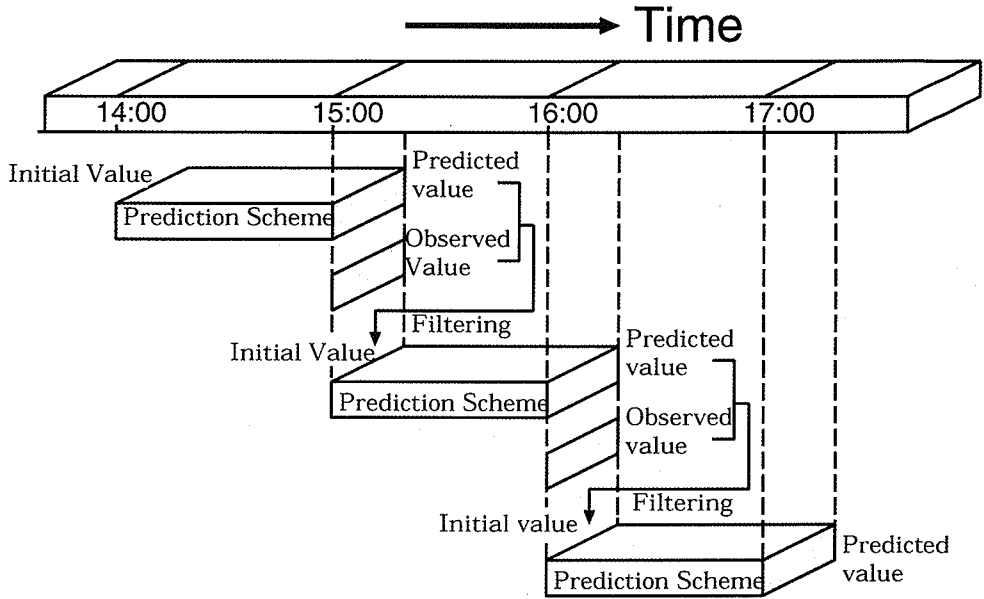 Time
14:00 15:00 16:00 17:00
Initial Value
Predicted
value
Prediction Scheme
Observed
Value
Filtering
Initial Value
Predicted
value
Prediction Scheme
Observed
value
Filtering
Initial value
Predicted
value
Prediction Scheme